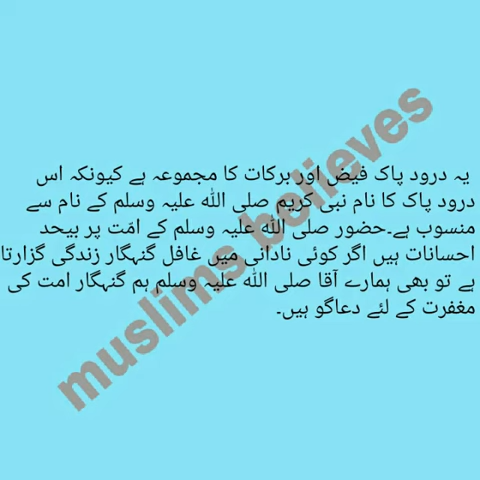 یہ درود پاک فیض اور برکات کا مجموعہ ہے کیونکہ اس
درود پاک کا نام نبی کریم صلی اللہ علیہ وسلم کے نام سے
منسوب ہے۔حضور صلی اللہ علیہ وسلم کے امّت پر بیحد
احسانات ہیں اگر کوئی نادانی میں غافل گنہگار زندگی گزارتا
ہے تو بھی ہمارے آقا صلی اللہ علیہ وسلم ہم گنہگار امت کی
مغفرت کے لئے دعاگو ہیں۔
muslims believes